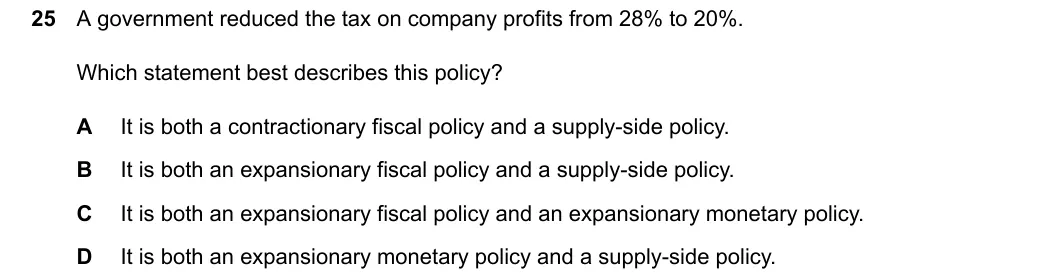 25 A government reduced the tax on company profits from 28% to 20%.
Which statement best describes this policy?
A It is both a contractionary fiscal policy and a supply-side policy.
B It is both an expansionary fiscal policy and a supply-side policy.
C It is both an expansionary fiscal policy and an expansionary monetary policy.
D It is both an expansionary monetary policy and a supply-side policy.